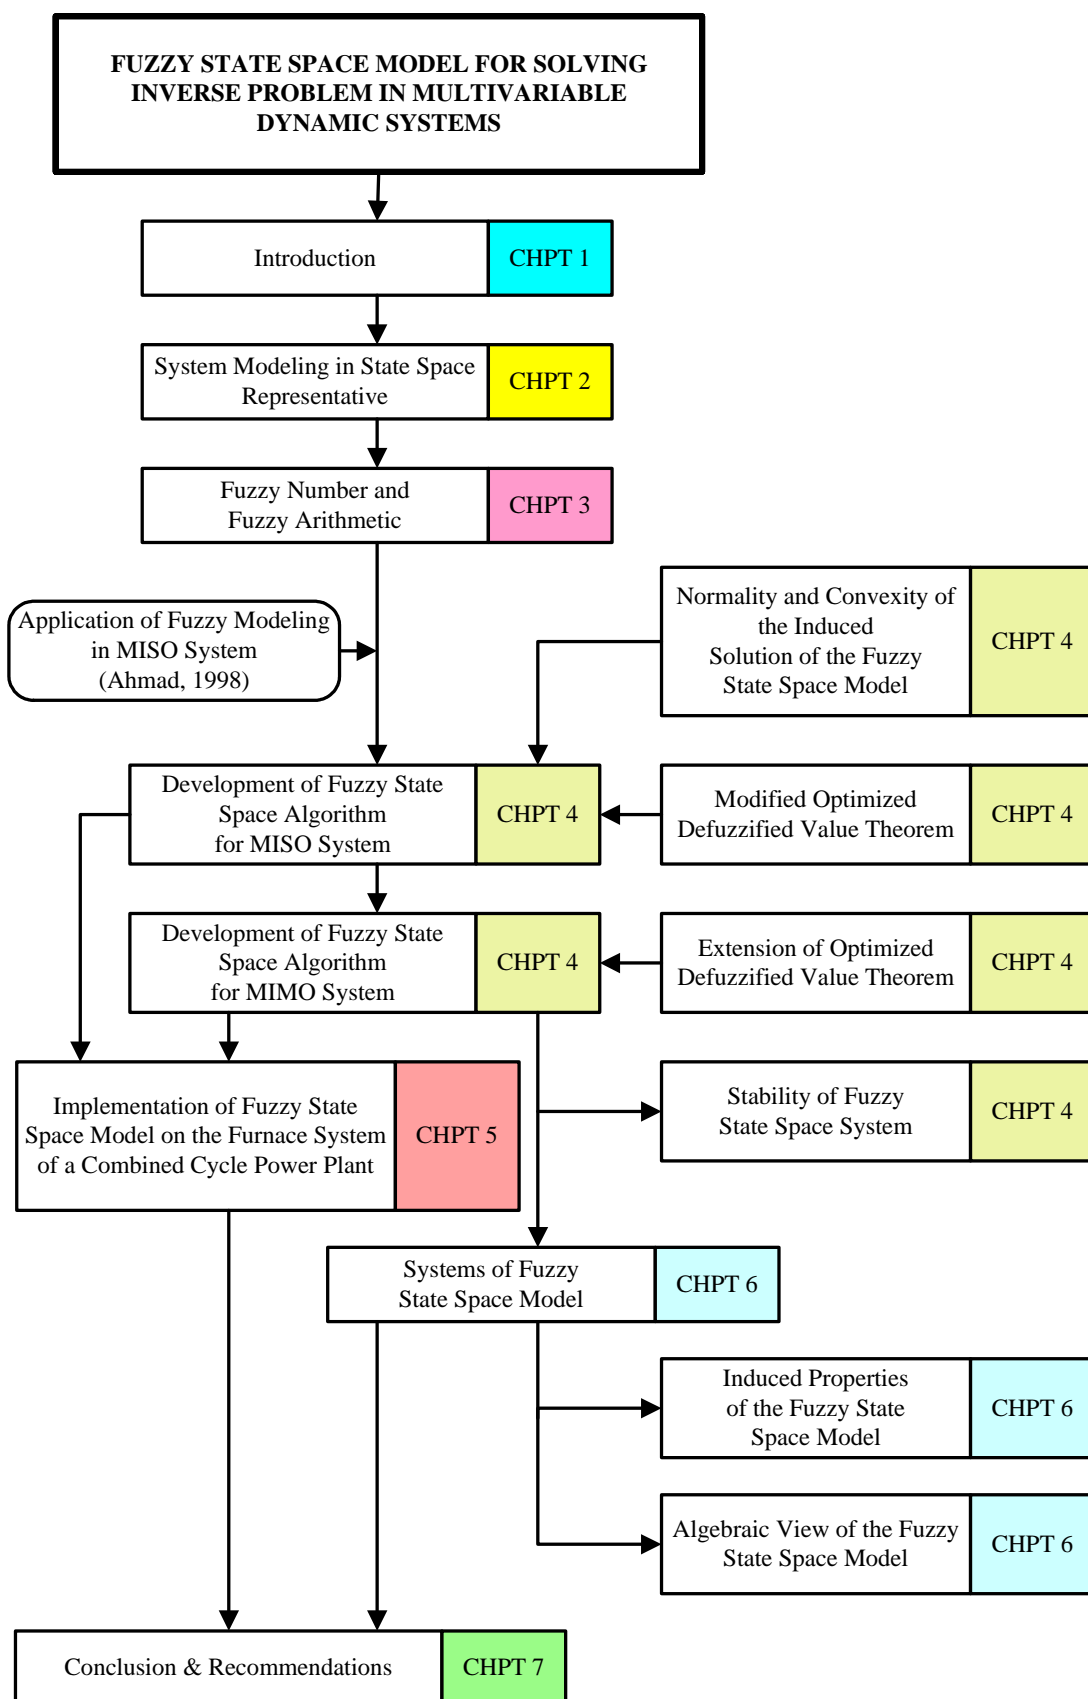 FUZZY STATE SPACE MODEL FOR SOLVING
INVERSE PROBLEM IN MULTIVARIABLE
DYNAMIC SYSTEMS
Introduction
CHPT 1
System Modeling in State Space
Representative
CHPT 2
Fuzzy Number and
Fuzzy Arithmetic
CHPT 3
Application of Fuzzy Modeling
in MISO System
(Ahmad, 1998)
Normality and Convexity of
the Induced
Solution of the Fuzzy
State Space Model
CHPT 4
Development of Fuzzy State
Space Algorithm
for MISO System
CHPT 4
Modified Optimized
Defuzzified Value Theorem
CHPT 4
Development of Fuzzy State
Space Algorithm
for MIMO System
CHPT 4
Extension of Optimized
Defuzzified Value Theorem
CHPT 4
Implementation of Fuzzy State
Space Model on the Furnace System
of a Combined Cycle Power Plant
CHPT 5
Stability of Fuzzy
State Space System
CHPT 4
Systems of Fuzzy
State Space Model
CHPT 6
Induced Properties
of the Fuzzy State
Space Model
CHPT 6
Algebraic View of the Fuzzy
State Space Model
CHPT 6
Conclusion & Recommendations
CHPT 7